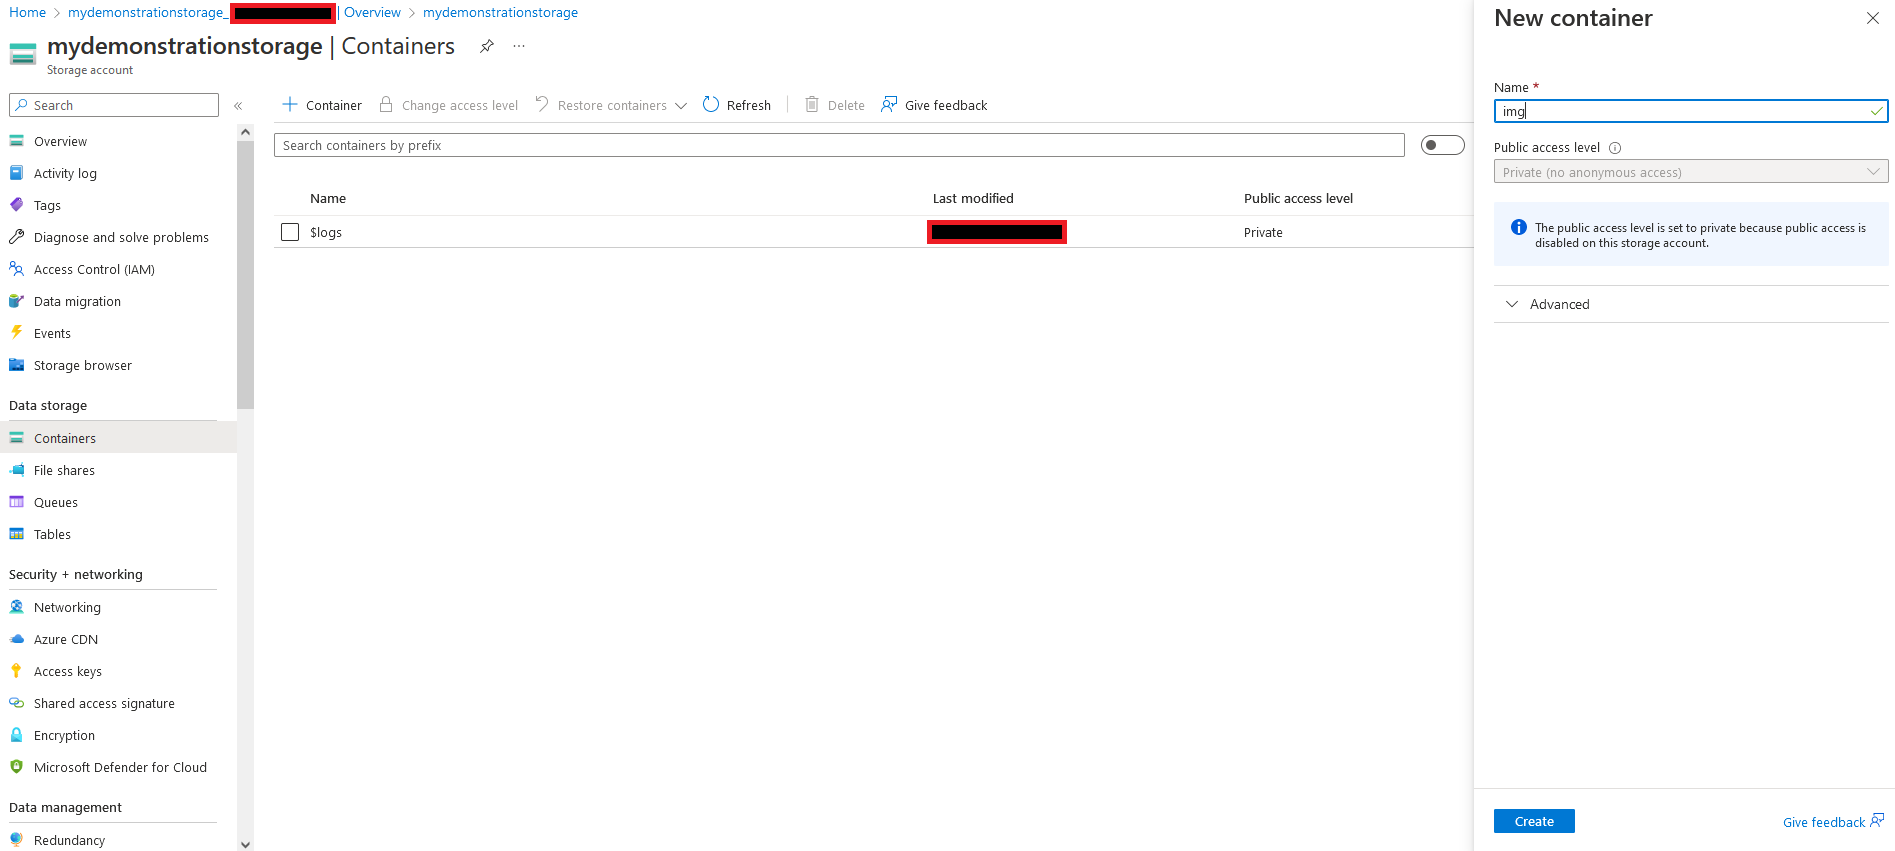 Home > mydemonstrationstorage_ | Overview > mydemonstrationstorage
mydemonstrationstorage | Containers
Storage account
Search
Overview
Activity log
Tags
Diagnose and solve problems
Access Control (IAM)
Data migration
Events
Storage browser
Data storage
Containers
File shares
Queues
Tables
Security + networking
Networking
Azure CDN
Access keys
Shared access signature
Encryption
Microsoft Defender for Cloud
Data management
Redundancy
Container Change access level Restore containers Refresh Delete Give feedback
Search containers by prefix
Name Last modified Public access level
$logs Private
New container
Name *
img
Public access level
Private (no anonymous access)
The public access level is set to private because public access is
disabled on this storage account.
Advanced
Create Give feedback